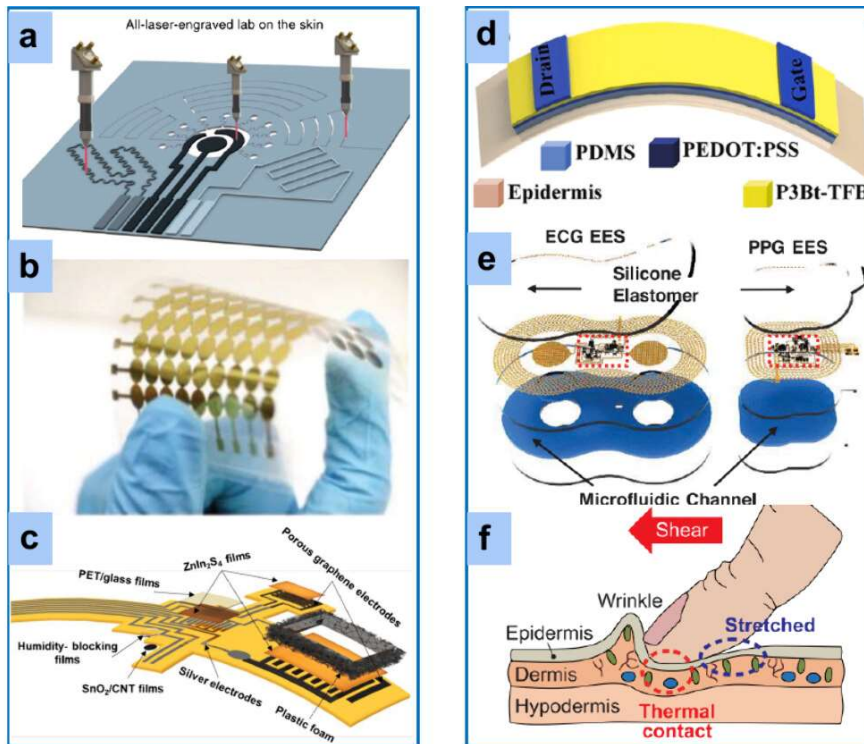 a
All-laser-engraved lab on the skin
b
c
PET/glass films
ZnIn2S4 films
Porous graphene electrodes
Humidity- blocking
films
SnO2/CNT films
Silver electrodes
Plastic foam
d
Drain
Gate
PDMS
PEDOT:PSS
Epidermis
P3Bt-TFB
e
ECG EES
PPG EES
Silicone
Elastomer
Microfluidic Channel
f
Shear
Wrinkle
Stretched
Epidermis
Dermis
Hypodermis
Thermal
contact